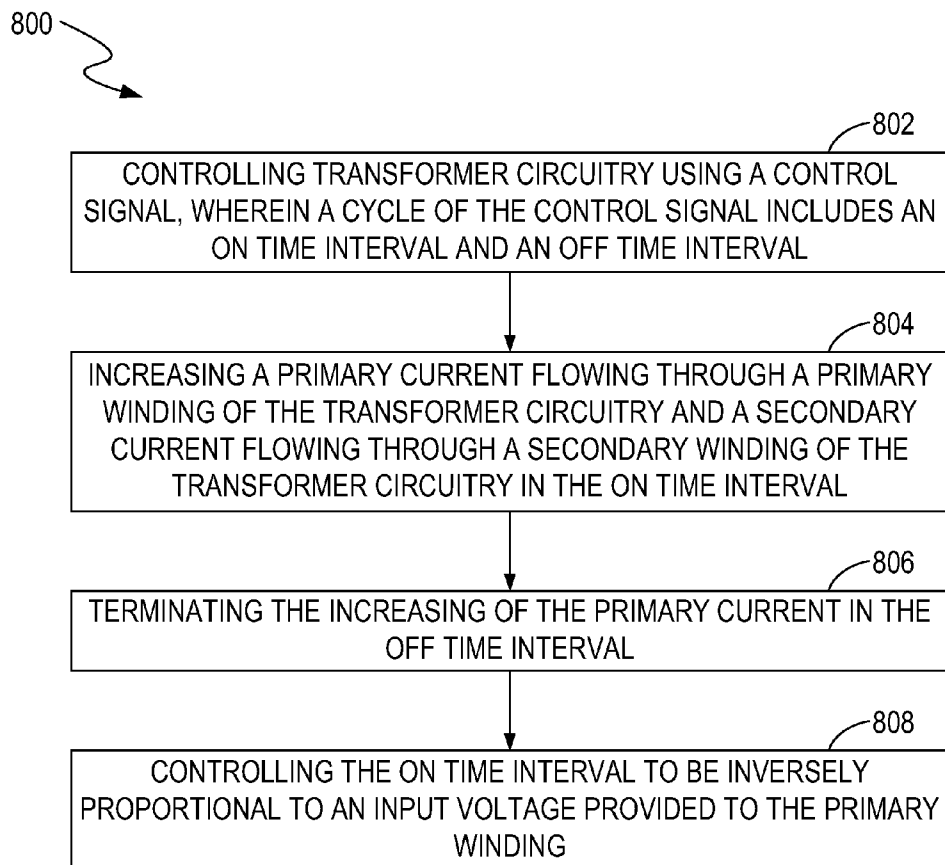 800
802
CONTROLLING TRANSFORMER CIRCUITRY USING A CONTROL
SIGNAL, WHEREIN A CYCLE OF THE CONTROL SIGNAL INCLUDES AN
ON TIME INTERVAL AND AN OFF TIME INTERVAL
804
INCREASING A PRIMARY CURRENT FLOWING THROUGH A PRIMARY
WINDING OF THE TRANSFORMER CIRCUITRY AND A SECONDARY
CURRENT FLOWING THROUGH A SECONDARY WINDING OF THE
TRANSFORMER CIRCUITRY IN THE ON TIME INTERVAL
806
TERMINATING THE INCREASING OF THE PRIMARY CURRENT IN THE
OFF TIME INTERVAL
808
CONTROLLING THE ON TIME INTERVAL TO BE INVERSELY
PROPORTIONAL TO AN INPUT VOLTAGE PROVIDED TO THE PRIMARY
WINDING